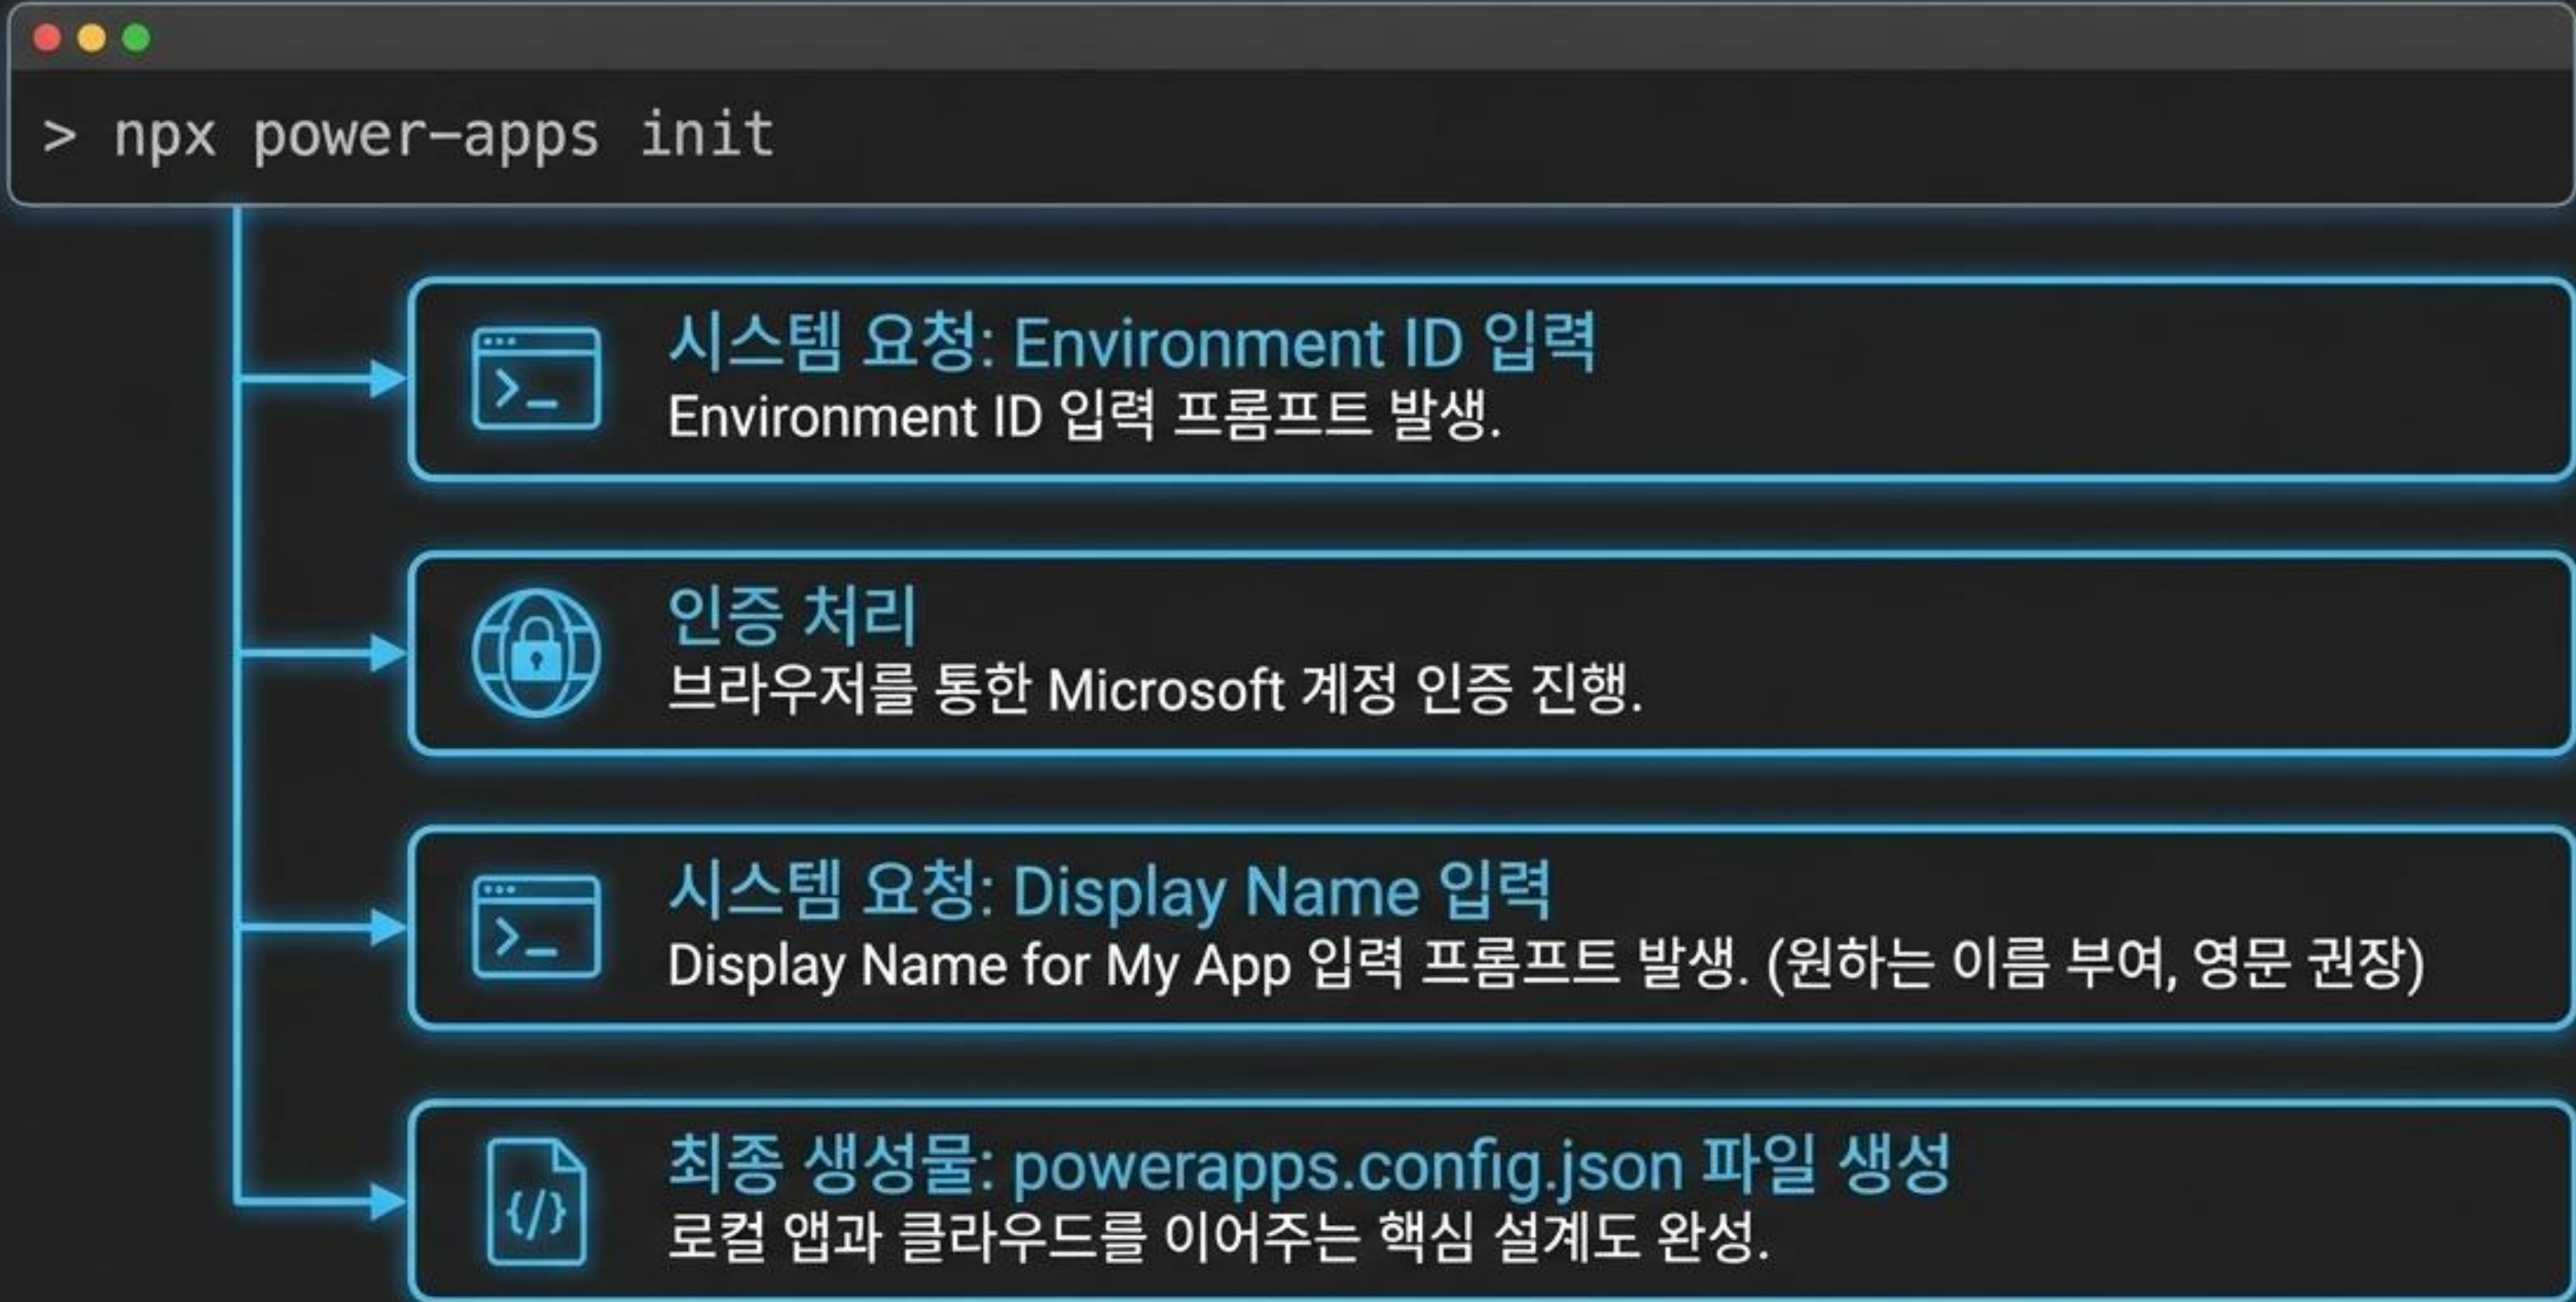 > npx power-apps init
시스템 요청: Environment ID 입력
Environment ID 입력 프롬프트 발생.
인증 처리
브라우저를 통한 Microsoft 계정 인증 진행.
시스템 요청: Display Name 입력
Display Name for My App 입력 프롬프트 발생. (원하는 이름 부여, 영문 권장)
최종 생성물: powerapps.config.json 파일 생성
로컬 앱과 클라우드를 이어주는 핵심 설계도 완성.